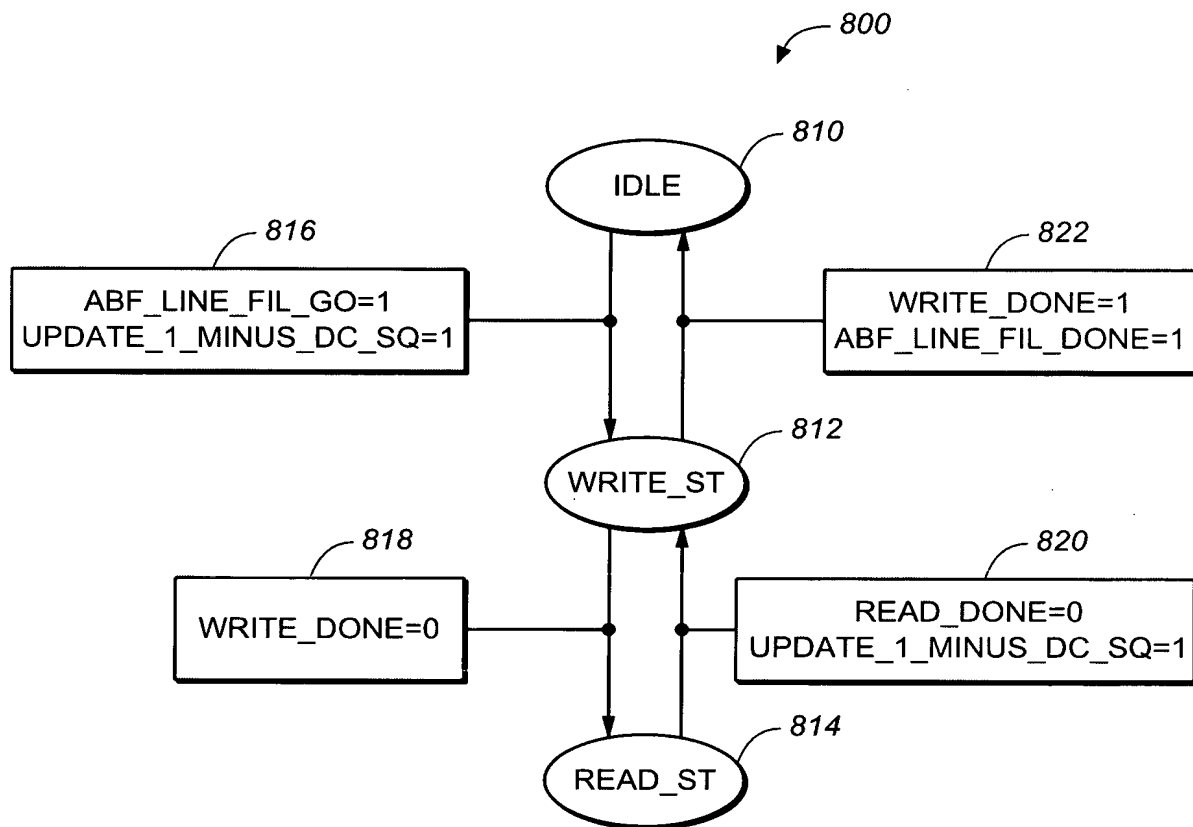 800
810
IDLE
816
822
ABF_LINE_FIL_GO=1
UPDATE_1_MINUS_DC_SQ=1
WRITE_DONE=1
ABF_LINE_FIL_DONE=1
812
WRITE_ST
818
820
WRITE_DONE=0
READ_DONE=0
UPDATE_1_MINUS_DC_SQ=1
814
READ_ST